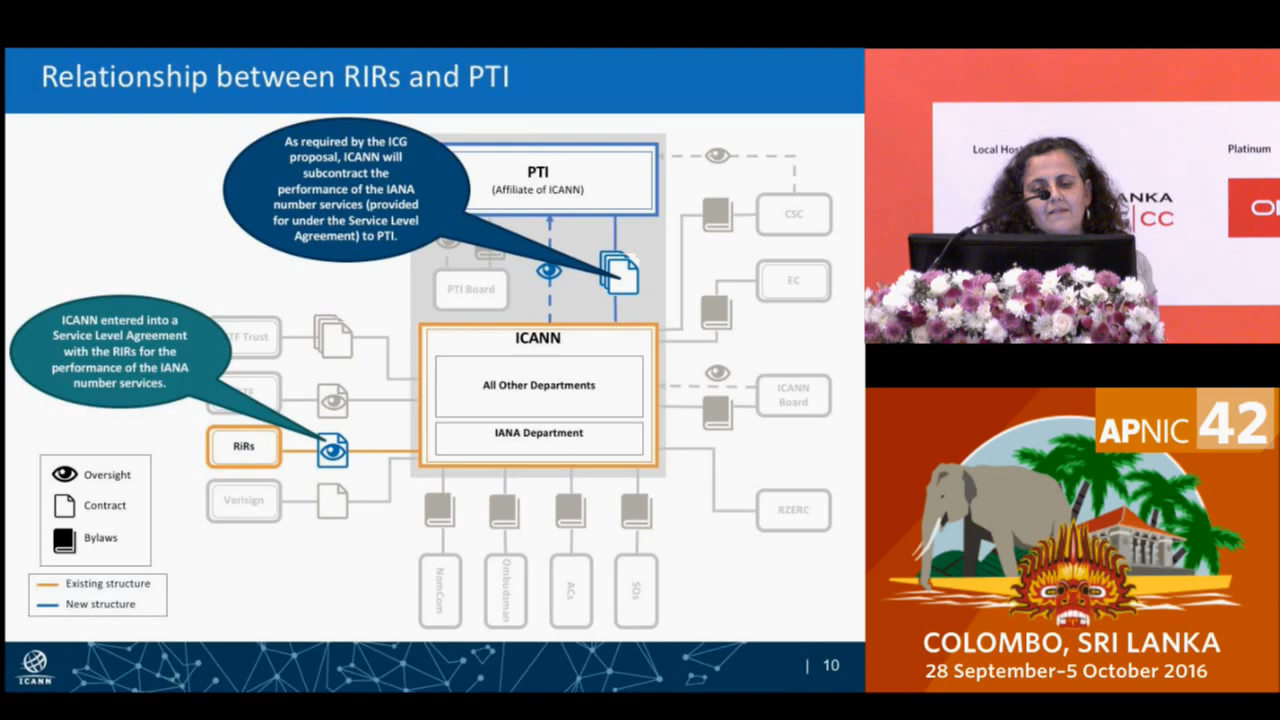 Relationship between RIRs and PTI
As required by the ICG
proposal, ICANN will
subcontract the
performance of the IANA
number services (provided
for under the Service Level
Agreement) to PTI.
PTI
(Affiliate of ICANN)
CSC
PTI Board
EC
ICANN entered into a
Service Level Agreement
with the RIRs for the
performance of the IANA
number services.
Trust
ICANN
All Other Departments
IANA Department
ICANN
Board
RiRs
Verisign
RZERC
Oversight
Contract
Bylaws
Existing structure
New structure
NomCom
Ombudsman
ACs
SOs
ICANN
| 10
Local
Platinum
ANKA
CC
APNIC 42
COLOMBO, SRI LANKA
28 September–5 October 2016